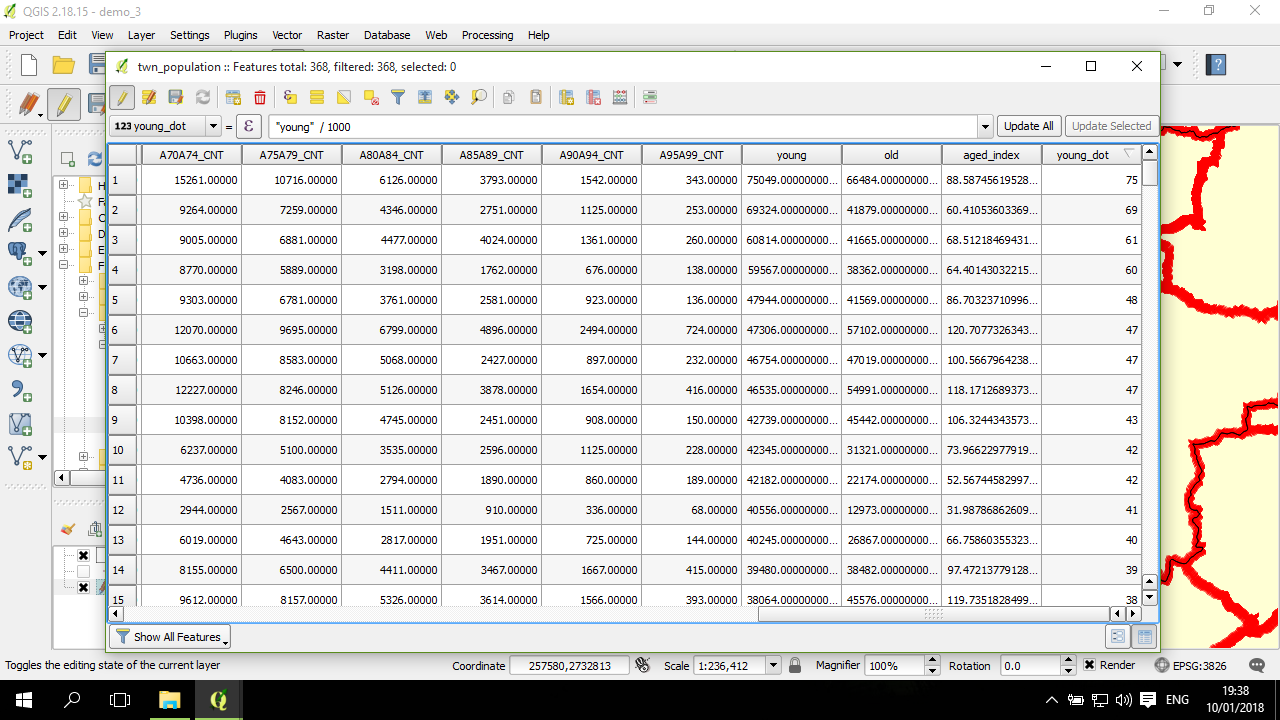 QGIS 2.18.15 - demo_3
Project Edit View Layer Settings Plugins Vector Raster Database Web Processing Help
twn_population :: Features total: 368, filtered: 368, selected: 0
123 young_dot = ε "young" / 1000 Update All Update Selected
A70A74_CNT A75A79_CNT A80A84_CNT A85A89_CNT A90A94_CNT A95A99_CNT young old aged_index young_dot
1 15261.00000 10716.00000 6126.00000 3793.00000 1542.00000 343.00000 75049.0000000... 66484.00000000... 88.58745619528... 75
2 9264.00000 7259.00000 4346.00000 2751.00000 1125.00000 253.00000 69324.0000000... 41879.00000000... 60.41053603369... 69
3 9005.00000 6881.00000 4477.00000 4024.00000 1361.00000 260.00000 60814.0000000... 41665.00000000... 68.51218469431... 61
4 8770.00000 5889.00000 3198.00000 1762.00000 676.00000 138.00000 59567.0000000... 38362.00000000... 64.40143032215... 60
5 9303.00000 6781.00000 3761.00000 2581.00000 923.00000 136.00000 47944.0000000... 41569.00000000... 86.70323710996... 48
6 12070.00000 9695.00000 6799.00000 4896.00000 2494.00000 724.00000 47306.0000000... 57102.00000000... 120.7077326343... 47
7 10663.00000 8583.00000 5068.00000 2427.00000 897.00000 232.00000 46754.0000000... 47019.00000000... 100.5667964238... 47
8 12227.00000 8246.00000 5126.00000 3878.00000 1654.00000 416.00000 46535.0000000... 54991.00000000... 118.1712689373... 47
9 10398.00000 8152.00000 4745.00000 2451.00000 908.00000 150.00000 42739.0000000... 45442.00000000... 106.3244343573... 43
10 6237.00000 5100.00000 3535.00000 2596.00000 1125.00000 228.00000 42345.0000000... 31321.00000000... 73.96622977919... 42
11 4736.00000 4083.00000 2794.00000 1890.00000 860.00000 189.00000 42182.0000000... 22174.00000000... 52.56744582997... 42
12 2944.00000 2567.00000 1511.00000 910.00000 336.00000 68.00000 40556.0000000... 12973.00000000... 31.98786862609... 41
13 6019.00000 4643.00000 2817.00000 1951.00000 725.00000 144.00000 40245.0000000... 26867.00000000... 66.75860355323... 40
14 8155.00000 6500.00000 4411.00000 3467.00000 1667.00000 415.00000 39480.0000000... 38482.00000000... 97.47213779128... 39
15 9612.00000 8157.00000 5326.00000 3614.00000 1566.00000 393.00000 38064.0000000... 45576.00000000... 119.7351828499... 38
Show All Features
Toggles the editing state of the current layer Coordinate 257580,2732813 Scale 1:236,412 Magnifier 100% Rotation 0.0 Render EPSG:3826
ENG 19:38
10/01/2018